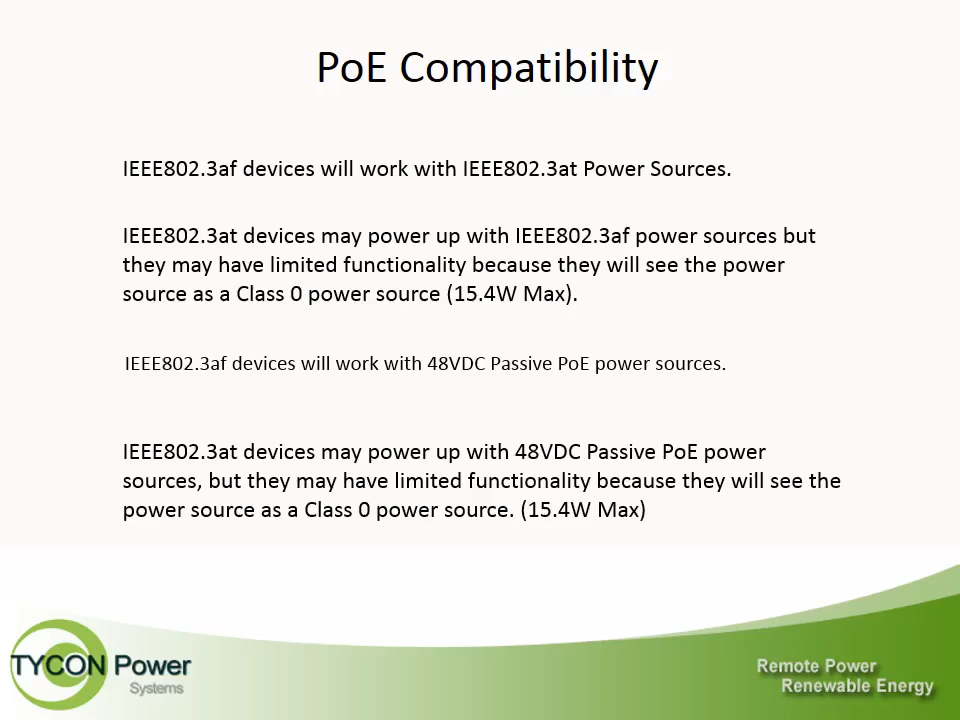 PoE Compatibility
IEEE802.3af devices will work with IEEE802.3at Power Sources.
IEEE802.3at devices may power up with IEEE802.3af power sources but
they may have limited functionality because they will see the power
source as a Class 0 power source (15.4W Max).
IEEE802.3af devices will work with 48VDC Passive PoE power sources.
IEEE802.3at devices may power up with 48VDC Passive PoE power
sources, but they may have limited functionality because they will see the
power source as a Class 0 power source. (15.4W Max)
TYCON Power
Systems
Remote Power
Renewable Energy